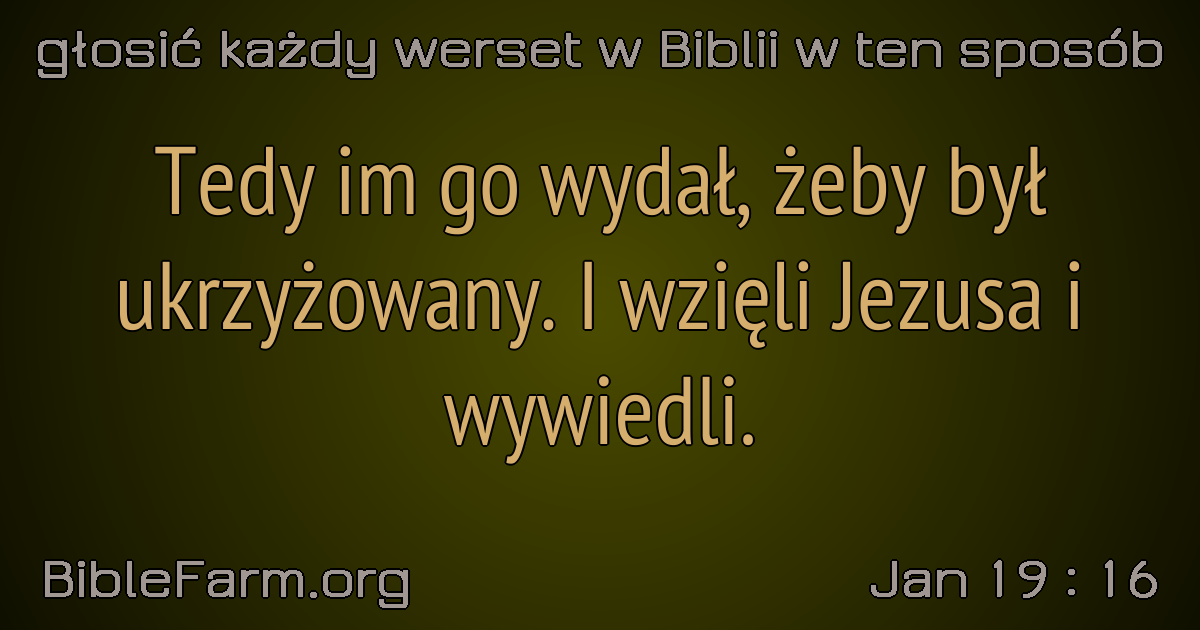 głosić każdy werset w Biblii w ten sposób
Tedy im go wydał, żeby był
ukrzyżowany. I wzięli Jezusa i
wywiedli.
BibleFarm.org
Jan 19 : 16